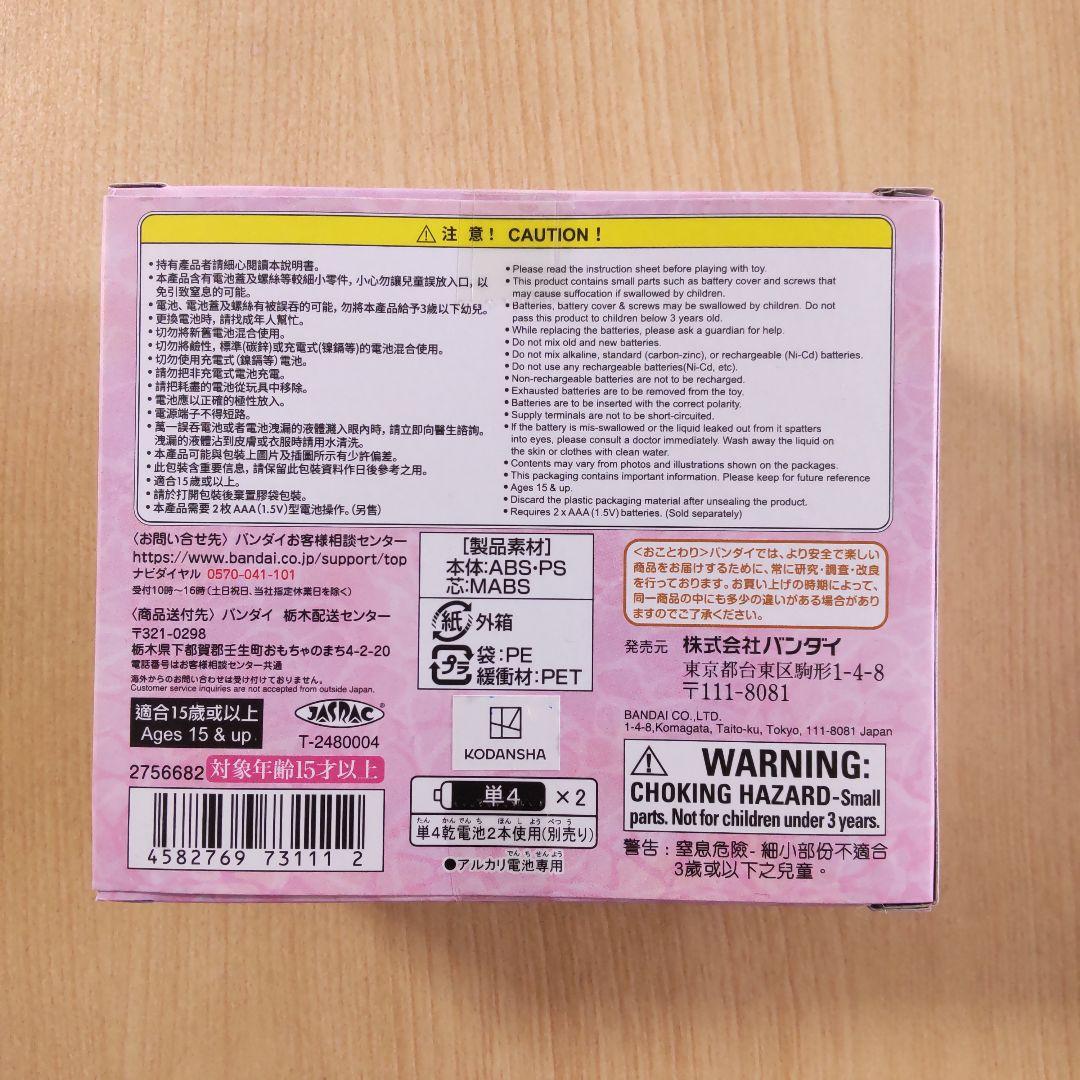 ⚠注 意! CAUTION!
• 持有產品者請細心閱讀本說明書。
• 本產品含有電池蓋及螺絲等較細小零件, 小心勿讓兒童誤放入口, 以
免引致窒息的可能。
• 電池、電池蓋及螺絲有被誤吞的可能, 勿將本產品給予3歲以下幼兒。
• 更換電池時, 請找成年人幫忙。
• 切勿將新舊電池混合使用。
• 切勿將鹼性, 標準(碳鋅)或充電式(鎳鎘等)的電池混合使用。
• 切勿使用充電式(鎳鎘等)電池。
• 請勿把非充電式電池充電。
• 請把耗盡的電池從玩具中移除。
• 電池應以正確的極性放入。
• 電源端子不得短路。
• 萬一誤吞電池或者電池洩漏的液體濺入眼內時, 請立即向醫生諮詢。
洩漏的液體沾到皮膚或衣服時請用水清洗。
• 本產品可能與包裝上圖片及插圖所示有少許偏差。
• 此包裝含重要信息, 請保留此包裝資料作日後參考之用。
• 適合15歲或以上。
• 請於打開包裝後棄置膠袋包裝。
• 本產品需要2枚AAA(1.5V)型電池操作。(另售)
• Please read the instruction sheet before playing with toy.
• This product contains small parts such as battery cover and screws that
may cause suffocation if swallowed by children.
• Batteries, battery cover & screws may be swallowed by children. Do not
pass this product to children below 3 years old.
• While replacing the batteries, please ask a guardian for help.
• Do not mix old and new batteries.
• Do not mix alkaline, standard (carbon-zinc), or rechargeable (Ni-Cd) batteries.
• Do not use any rechargeable batteries(Ni-Cd, etc).
• Non-rechargeable batteries are not to be recharged.
• Exhausted batteries are to be removed from the toy.
• Batteries are to be inserted with the correct polarity.
• Supply terminals are not to be short-circuited.
• If the battery is mis-swallowed or the liquid leaked out from it spatters
into eyes, please consult a doctor immediately. Wash away the liquid on
the skin or clothes with clean water.
• Contents may vary from photos and illustrations shown on the packages.
• This packaging contains important information. Please keep for future reference
• Ages 15 & up.
• Discard the plastic packaging material after unsealing the product.
• Requires 2 x AAA (1.5V) batteries. (Sold separately)
〈お問い合せ先〉バンダイお客様相談センター
https://www.bandai.co.jp/support/top
ナビダイヤル 0570-041-101
受付10時〜16時(土日祝日、当社指定休業日を除く)
〈商品送付先〉バンダイ 栃木配送センター
〒321-0298
栃木県下都賀郡壬生町おもちゃのまち4-2-20
電話番号はお客様相談センター共通
海外からのお問い合わせは受け付けておりません。
Customer service inquiries are not accepted from outside Japan.
適合15歲或以上
Ages 15 & up
JASRAC
T-2480004
2756682 対象年齢15才以上
4582769 73111 2
[製品素材]
本体:ABS・PS
芯:MABS
紙 外箱
プラ 袋:PE
緩衝材:PET
KODANSHA
単4 ×2
たん かんでんち ほんしよう べつう
単4乾電池2本使用(別売り)
でんちせんよう
●アルカリ電池専用
〈おことわり〉バンダイでは、より安全で楽しい
商品をお届けするために、常に研究・調査・改良
を行っております。お買い上げの時期によって、
同一商品の中にも多少の違いがある場合があり
ますのでご了承ください。
発売元 株式会社バンダイ
東京都台東区駒形1-4-8
〒111-8081
BANDAI CO.,LTD.
1-4-8,Komagata, Taito-ku, Tokyo, 111-8081 Japan
⚠ WARNING:
CHOKING HAZARD-Small
parts. Not for children under 3 years.
警告:窒息危險-細小部份不適合
3歲或以下之兒童。